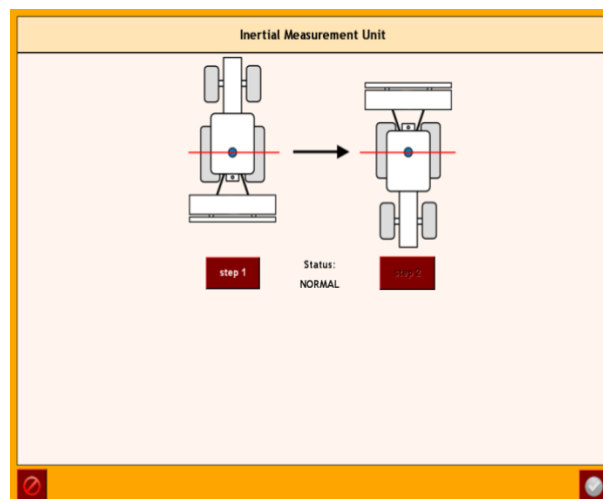 Inertial Measurement Unit
step 1
Status:
NORMAL
step 2